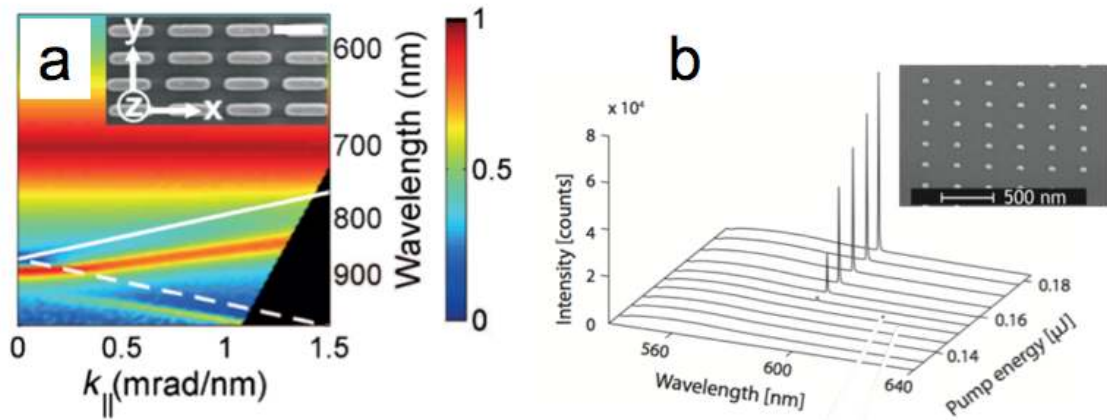 a
y
z
x
600
700
800
900
Wavelength (nm)
1
0.5
0
0
0.5
1
1.5
k||(mrad/nm)
b
x 10⁴
8
6
4
2
0
Intensity [counts]
560
600
640
Wavelength [nm]
0.14
0.16
0.18
Pump energy [µJ]
500 nm